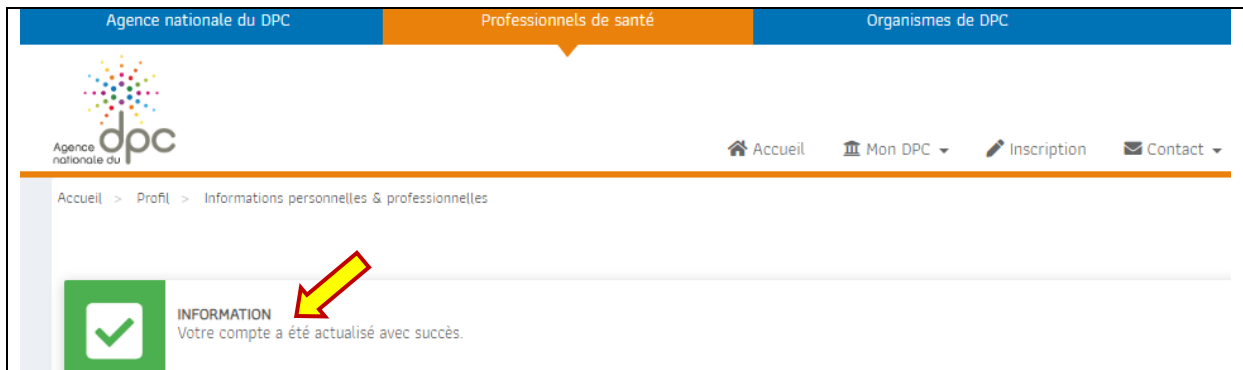 Agence nationale du DPC
Professionnels de santé
Organismes de DPC
Agence
nationale du
dpc
Accueil
Mon DPC
Inscription
Contact
Accueil > Profil > Informations personnelles & professionnelles
INFORMATION
Votre compte a été actualisé avec succès.